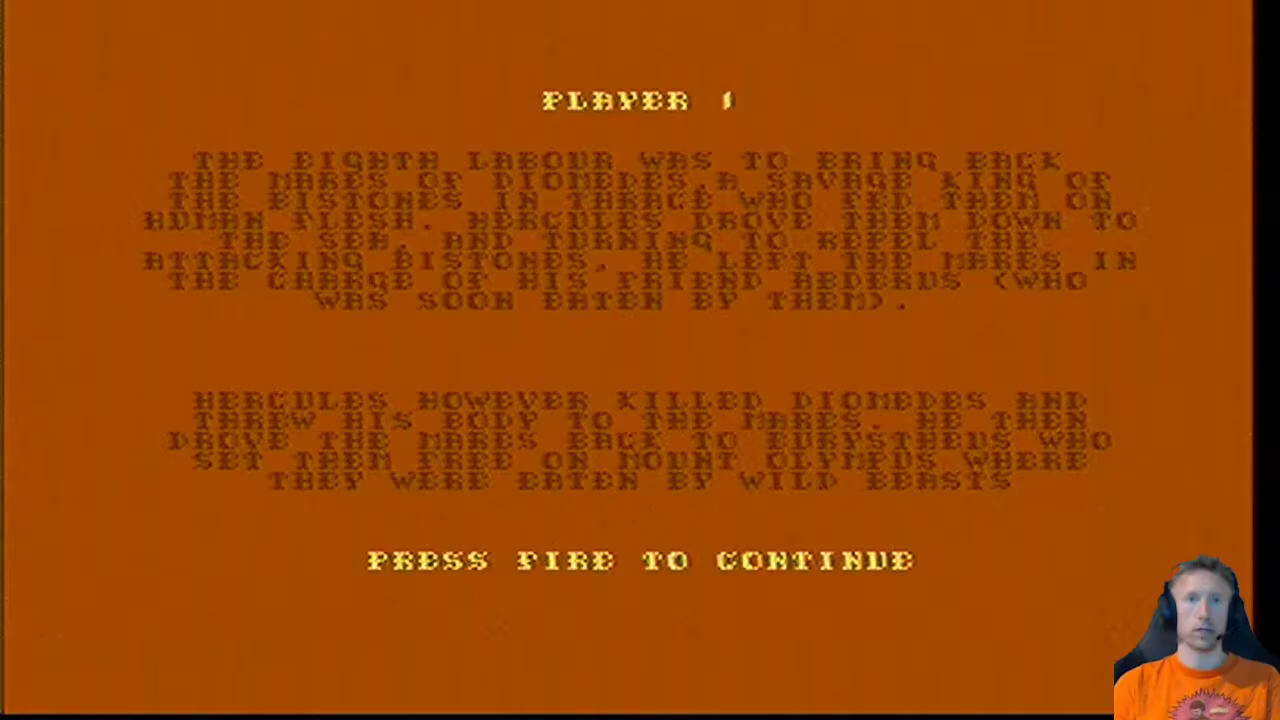 PLAYER 1
THE EIGHTH LABOUR WAS TO BRING BACK
THE MARES OF DIOMEDES,A SAVAGE KING OF
THE BISTONES IN THRACE WHO FED THEM ON
HUMAN FLESH. HERCULES DROVE THEM DOWN TO
THE SEA, AND TURNING TO REPEL THE
ATTACKING BISTONES, HE LEFT THE MARES IN
THE CHARGE OF HIS FRIEND ABDERUS (WHO
WAS SOON EATEN BY THEM).
HERCULES HOWEVER KILLED DIOMEDES AND
THREW HIS BODY TO THE MARES. HE THEN
DROVE THE MARES BACK TO EURYSTHEUS WHO
SET THEM FREE ON MOUNT OLYMPUS WHERE
THEY WERE EATEN BY WILD BEASTS
PRESS FIRE TO CONTINUE